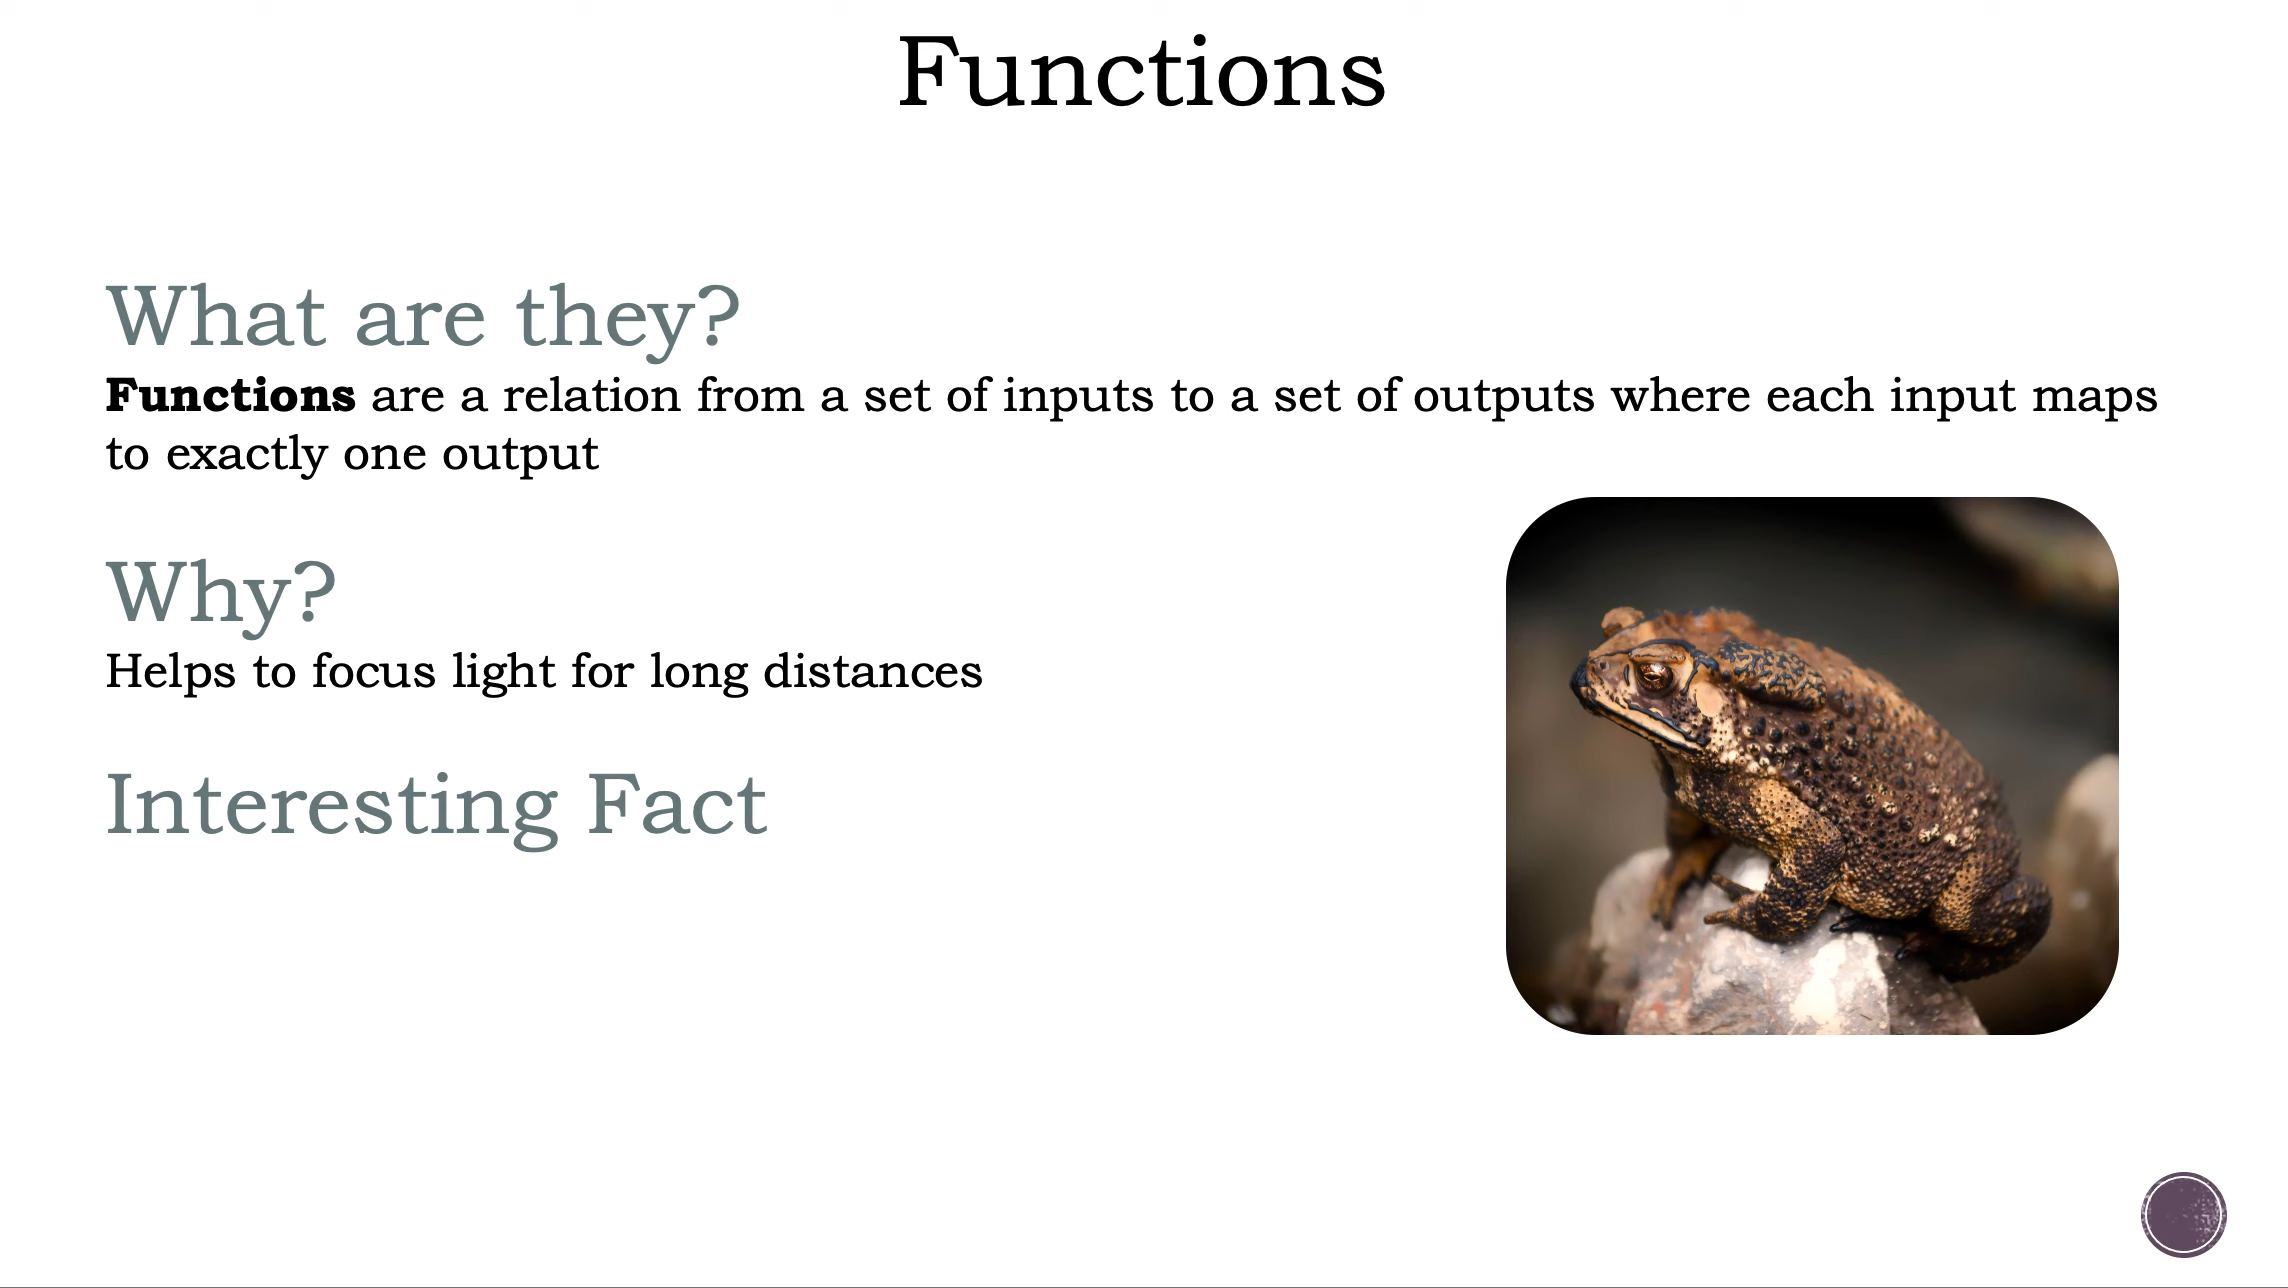 Functions
What are they?
Functions are a relation from a set of inputs to a set of outputs where each input maps
to exactly one output
Why?
Helps to focus light for long distances
Interesting Fact